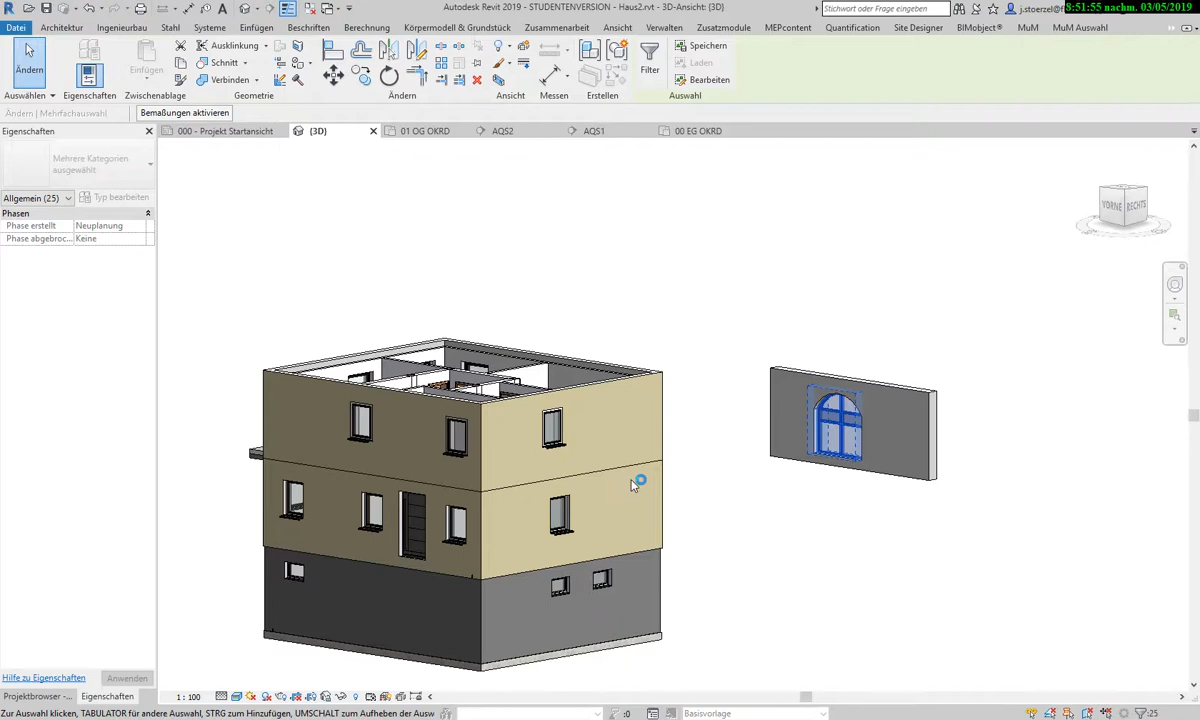 Autodesk Revit 2019 - STUDENTENVERSION - Haus2.rvt - 3D-Ansicht: {3D}
Stichwort oder Frage eingeben
j.stoerzel@f
8:51:55 nachm. 03/05/2019
Datei Architektur Ingenieurbau Stahl Systeme Einfügen Beschriften Körpermodell & Grundstück Zusammenarbeit Ansicht Verwalten Zusatzmodule MEPcontent Quantification Site Designer BIMobject® MuM MuM Auswahl
Ändern
Einfügen
Ausklinkung
Schnitt
Verbinden
Filter
Speichern
Laden
Bearbeiten
Auswählen Eigenschaften Zwischenablage Geometrie Ändern Ansicht Messen Erstellen Auswahl
Ändern | Mehrfachauswahl Bemaßungen aktivieren
Eigenschaften
000 - Projekt Startansicht {3D} 01 OG OKRD AQS2 AQS1 00 EG OKRD
Mehrere Kategorien
ausgewählt
Allgemein (25) Typ bearbeiten
Phasen
Phase erstellt Neuplanung
Phase abgebroc... Keine
VORNE RECHTS
Hilfe zu Eigenschaften Anwenden
Projektbrowser -... Eigenschaften 1 : 100
Zur Auswahl klicken, TABULATOR für andere Auswahl, STRG zum Hinzufügen, UMSCHALT zum Aufheben der Ausw :0 Basisvorlage :25